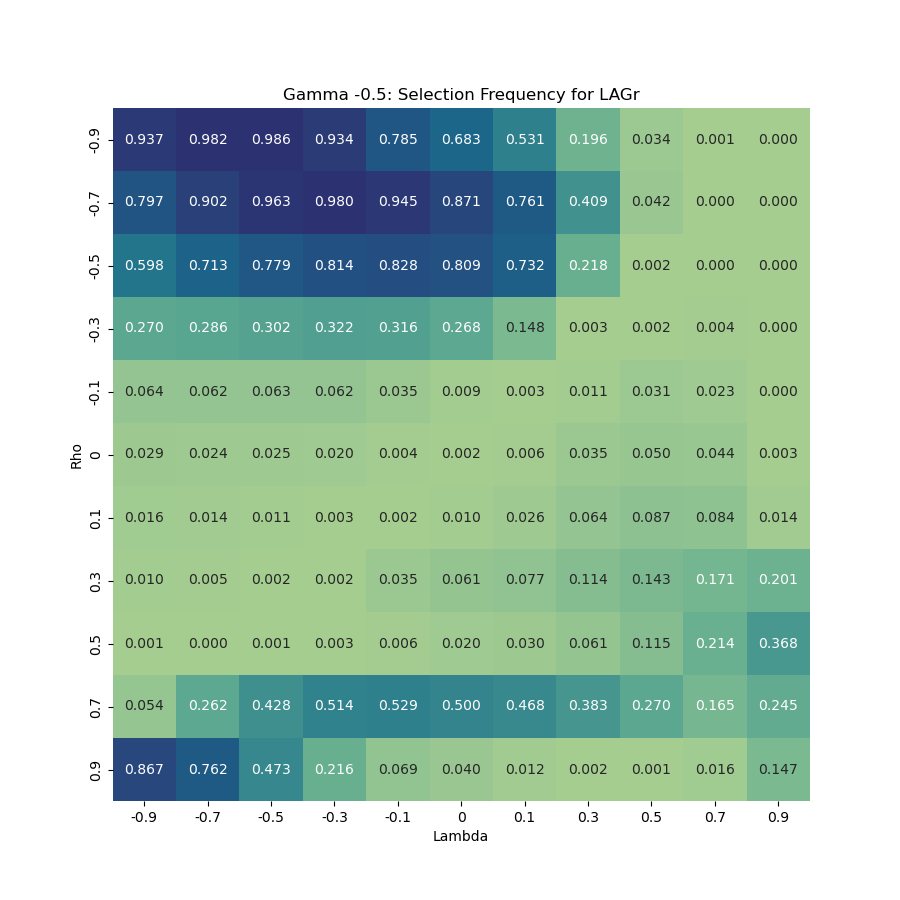 Gamma -0.5: Selection Frequency for LAGr
-0.9 0.937 0.982 0.986 0.934 0.785 0.683 0.531 0.196 0.034 0.001 0.000
-0.7 0.797 0.902 0.963 0.980 0.945 0.871 0.761 0.409 0.042 0.000 0.000
-0.5 0.598 0.713 0.779 0.814 0.828 0.809 0.732 0.218 0.002 0.000 0.000
-0.3 0.270 0.286 0.302 0.322 0.316 0.268 0.148 0.003 0.002 0.004 0.000
-0.1 0.064 0.062 0.063 0.062 0.035 0.009 0.003 0.011 0.031 0.023 0.000
Rho
0 0.029 0.024 0.025 0.020 0.004 0.002 0.006 0.035 0.050 0.044 0.003
0.1 0.016 0.014 0.011 0.003 0.002 0.010 0.026 0.064 0.087 0.084 0.014
0.3 0.010 0.005 0.002 0.002 0.035 0.061 0.077 0.114 0.143 0.171 0.201
0.5 0.001 0.000 0.001 0.003 0.006 0.020 0.030 0.061 0.115 0.214 0.368
0.7 0.054 0.262 0.428 0.514 0.529 0.500 0.468 0.383 0.270 0.165 0.245
0.9 0.867 0.762 0.473 0.216 0.069 0.040 0.012 0.002 0.001 0.016 0.147
-0.9 -0.7 -0.5 -0.3 -0.1 0 0.1 0.3 0.5 0.7 0.9
Lambda